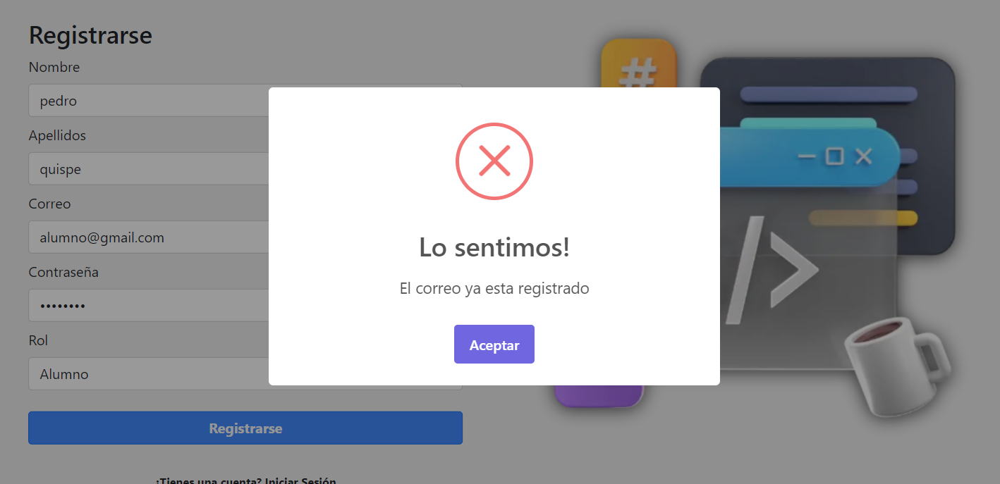 Registrarse
Nombre
pedro
Apellidos
quispe
Correo
alumno@gmail.com
Contraseña
••••••••
Rol
Alumno
Registrarse
¿Tienes una cuenta? Iniciar Sesión
#
/>
Lo sentimos!
El correo ya esta registrado
Aceptar